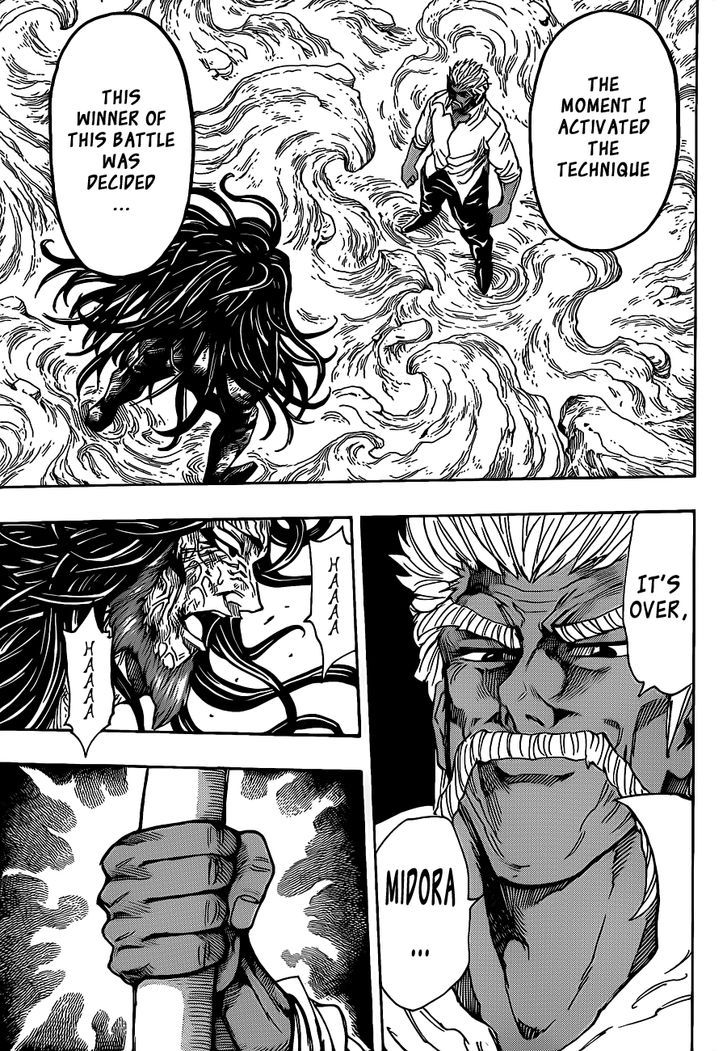 THE
MOMENT I
ACTIVATED
THE
TECHNIQUE
THIS
WINNER OF
THIS BATTLE
WAS
DECIDED
...
IT'S
OVER,
MIDORA
...
HAAAA
HAAAA